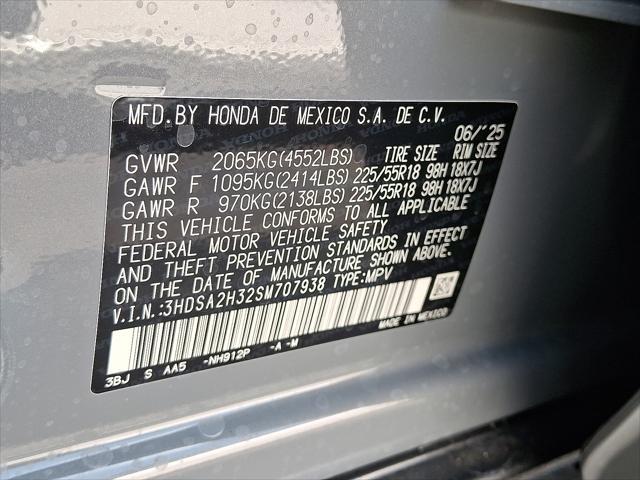 MFD.BY HONDA DE MEXICO S.A. DE C.V.
06/'25
GVWR 2065KG(4552LBS) TIRE SIZE RIM SIZE
GAWR F 1095KG(2414LBS) 225/55R18 98H 18X7J
GAWR R 970KG(2138LBS) 225/55R18 98H 18X7J
THIS VEHICLE CONFORMS TO ALL APPLICABLE
FEDERAL MOTOR VEHICLE SAFETY
AND THEFT PREVENTION STANDARDS IN EFFECT
ON THE DATE OF MANUFACTURE SHOWN ABOVE.
V.I.N.:3HDSA2H32SM707938 TYPE:MPV
MADE IN MEXICO
3BJ S AA5 -NH912P -A -M